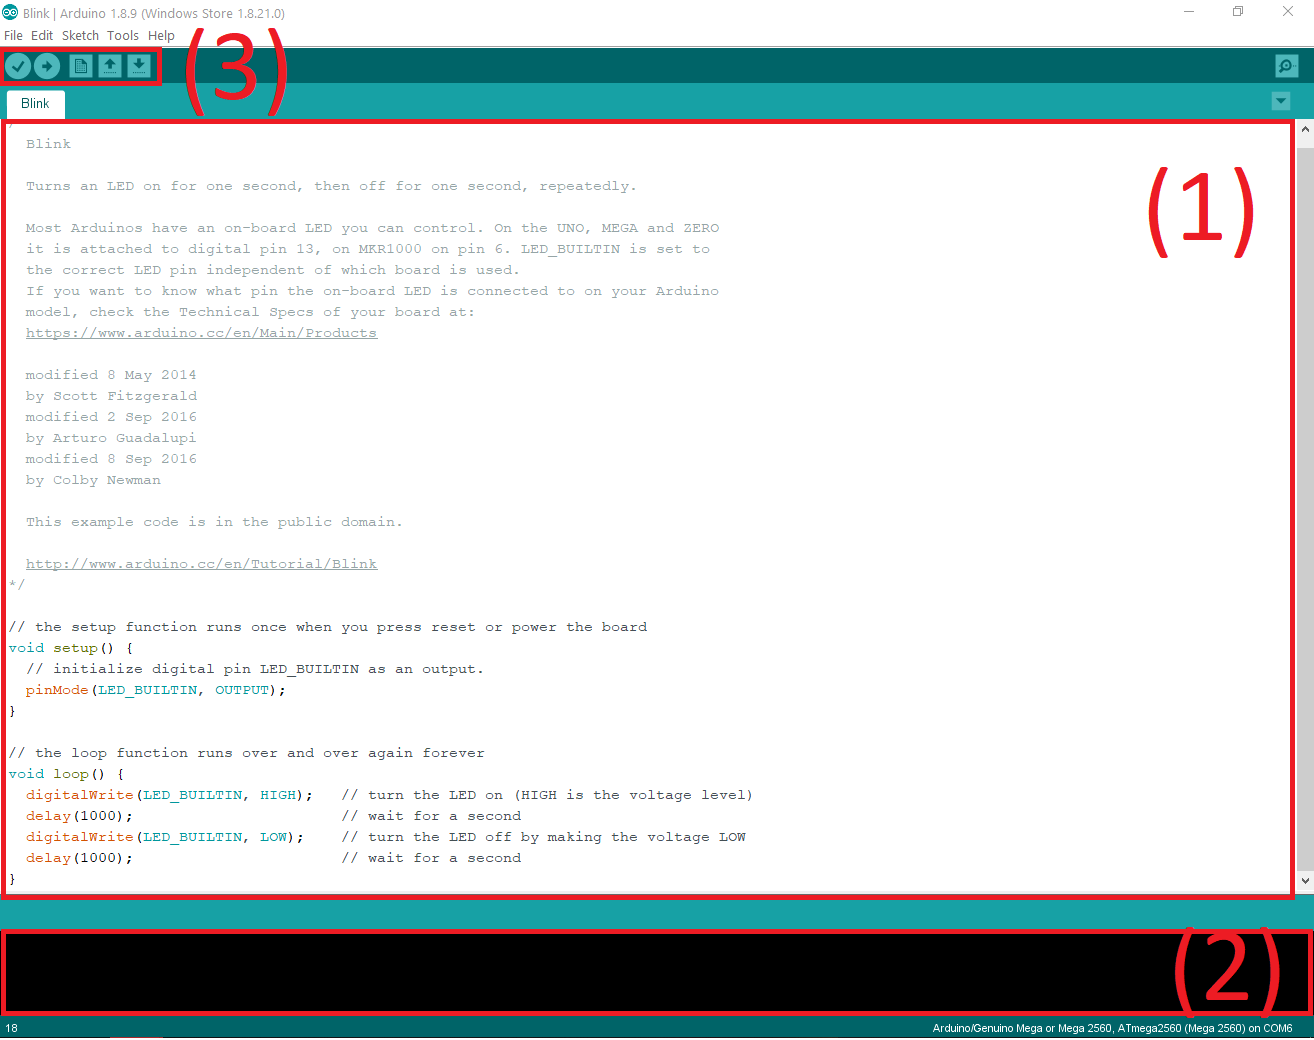 Blink | Arduino 1.8.9 (Windows Store 1.8.21.0)
File Edit Sketch Tools Help
(3)
Blink
(1)
Blink
Turns an LED on for one second, then off for one second, repeatedly.
Most Arduinos have an on-board LED you can control. On the UNO, MEGA and ZERO
it is attached to digital pin 13, on MKR1000 on pin 6. LED_BUILTIN is set to
the correct LED pin independent of which board is used.
If you want to know what pin the on-board LED is connected to on your Arduino
model, check the Technical Specs of your board at:
https://www.arduino.cc/en/Main/Products
modified 8 May 2014
by Scott Fitzgerald
modified 2 Sep 2016
by Arturo Guadalupi
modified 8 Sep 2016
by Colby Newman
This example code is in the public domain.
http://www.arduino.cc/en/Tutorial/Blink
*/
// the setup function runs once when you press reset or power the board
void setup() {
// initialize digital pin LED_BUILTIN as an output.
pinMode(LED_BUILTIN, OUTPUT);
}
// the loop function runs over and over again forever
void loop() {
digitalWrite(LED_BUILTIN, HIGH);   // turn the LED on (HIGH is the voltage level)
delay(1000);                       // wait for a second
digitalWrite(LED_BUILTIN, LOW);    // turn the LED off by making the voltage LOW
delay(1000);                       // wait for a second
}
(2)
18
Arduino/Genuino Mega or Mega 2560, ATmega2560 (Mega 2560) on COM6